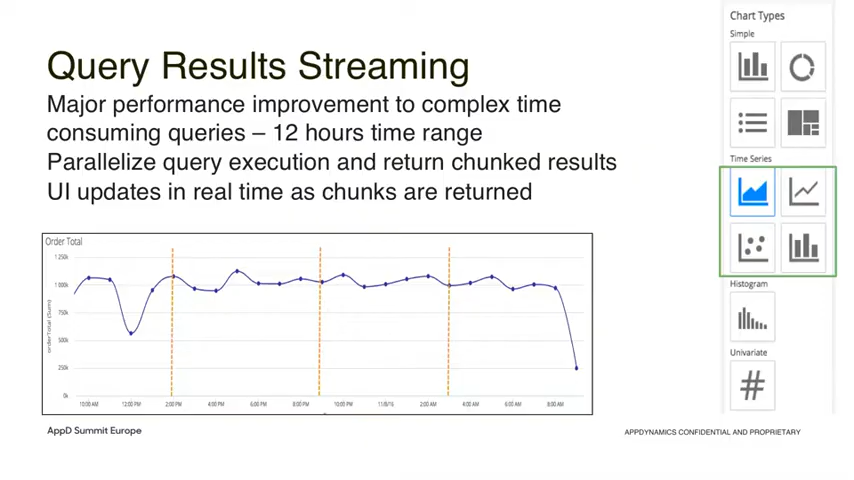 Query Results Streaming
Major performance improvement to complex time
consuming queries – 12 hours time range
Parallelize query execution and return chunked results
UI updates in real time as chunks are returned
Order Total
orderTotal (Sum)
1 250k
1 000k
750k
500k
250k
0k
10:00 AM 12:00 PM 2:00 PM 4:00 PM 6:00 PM 8:00 PM 10:00 PM 11/8/16 2:00 AM 4:00 AM 6:00 AM 8:00 AM
Chart Types
Simple
Time Series
Histogram
Univariate
#
AppD Summit Europe
APPDYNAMICS CONFIDENTIAL AND PROPRIETARY